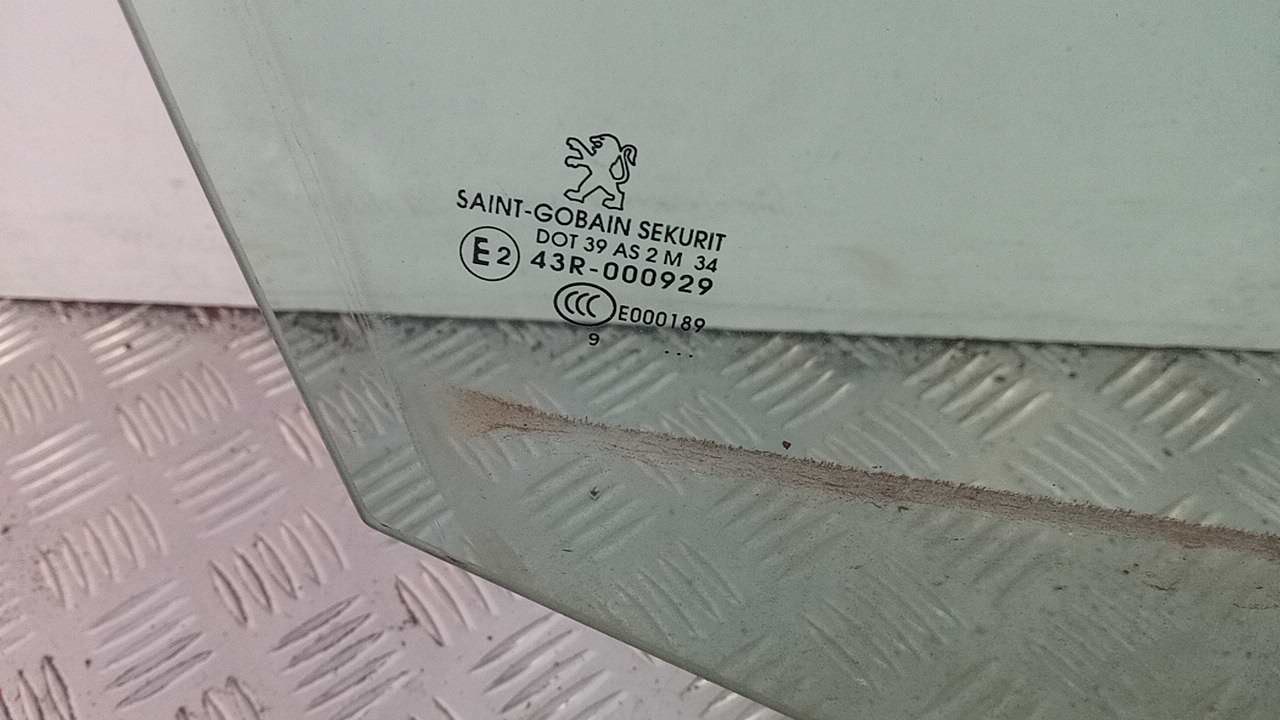 SAINT-GOBAIN SEKURIT
DOT 39 AS 2 M 34
E2 43R-000929
CCC E000189
9 ...